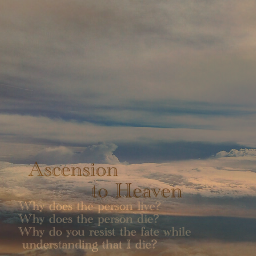 Ascension
to Heaven
Why does the person live?
Why does the person die?
Why do you resist the fate while
understanding that I die?